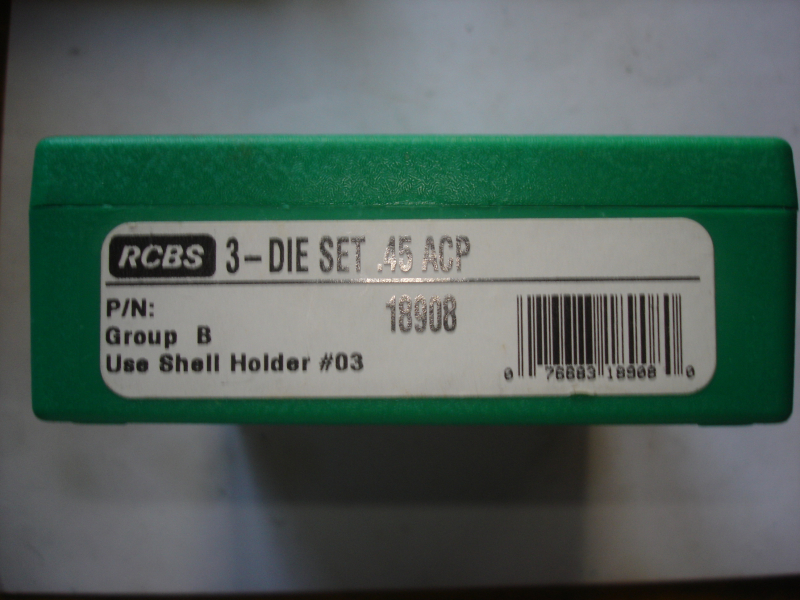 RCBS 3-DIE SET .45 ACP
P/N: 18908
Group B
Use Shell Holder #03
0 76683 18908 0